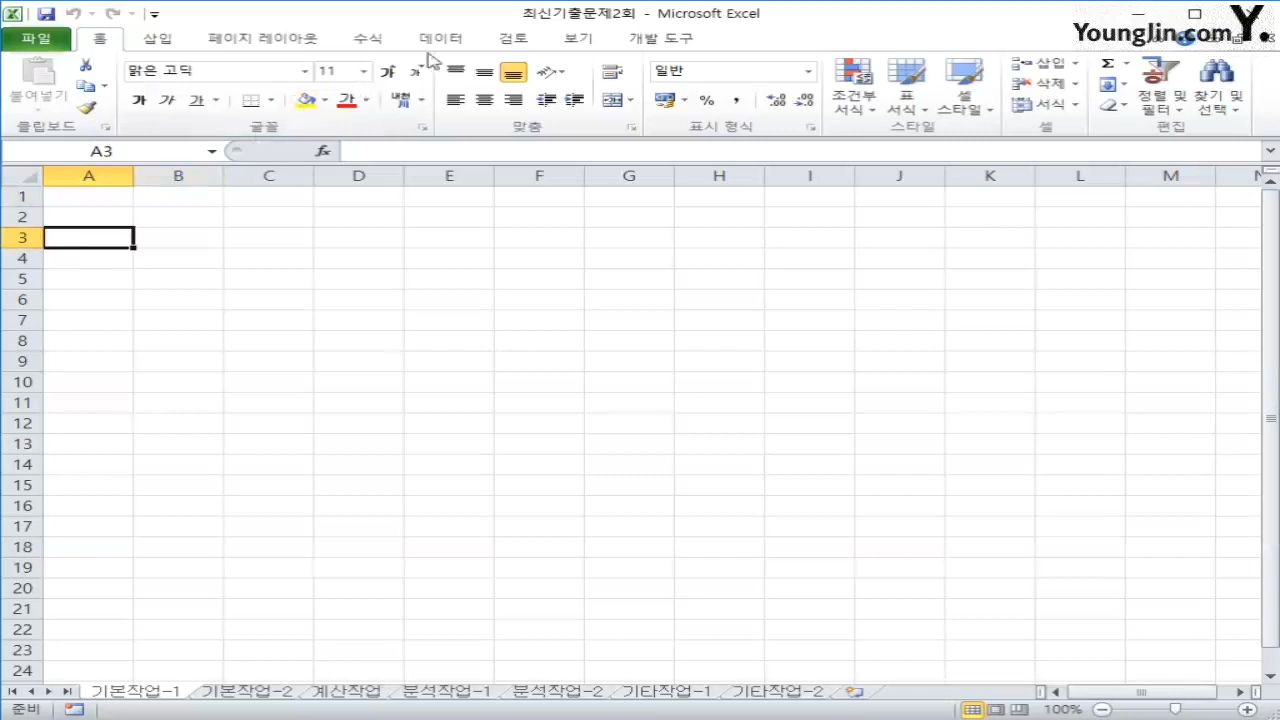 최신기출문제2회 - Microsoft Excel
YoungJin.com Y.
파일 홈 삽입 페이지 레이아웃 수식 데이터 검토 보기 개발 도구
붙여넣기
클립보드
맑은 고딕 11 가 가
가 가 가 가 내천
글꼴
맞춤
일반
% ,
표시 형식
조건부 서식
표 서식
셀 스타일
스타일
삽입
삭제
서식
셀
Σ
정렬 및 필터
찾기 및 선택
편집
A3 fx
A B C D E F G H I J K L M
1
2
3
4
5
6
7
8
9
10
11
12
13
14
15
16
17
18
19
20
21
22
23
24
기본작업-1 기본작업-2 계산작업 분석작업-1 분석작업-2 기타작업-1 기타작업-2
준비 100%